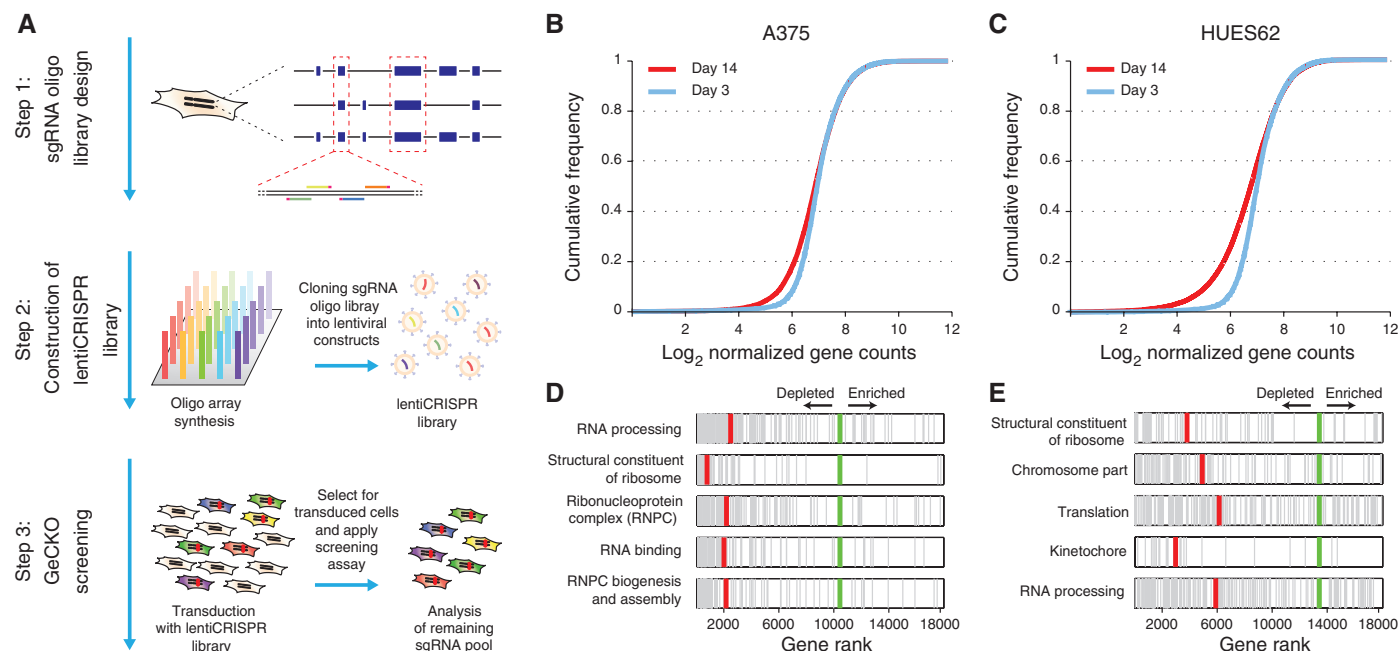 A
Step 1:
sgRNA oligo
library design
Step 2:
Construction of
lentiCRISPR
library
Oligo array
synthesis
Cloning sgRNA
oligo libray
into lentiviral
constructs
lentiCRISPR
library
Step 3:
GeCKO
screening
Transduction
with lentiCRISPR
library
Select for
transduced cells
and apply
screening
assay
Analysis
of remaining
sgRNA pool
B
A375
Day 14
Day 3
Cumulative frequency
1
0.8
0.6
0.4
0.2
0
2 4 6 8 10 12
Log2 normalized gene counts
C
HUES62
Day 14
Day 3
Cumulative frequency
1
0.8
0.6
0.4
0.2
0
2 4 6 8 10 12
Log2 normalized gene counts
D
Depleted Enriched
RNA processing
Structural constituent
of ribosome
Ribonucleoprotein
complex (RNPC)
RNA binding
RNPC biogenesis
and assembly
2000 6000 10000 14000 18000
Gene rank
E
Depleted Enriched
Structural constituent
of ribosome
Chromosome part
Translation
Kinetochore
RNA processing
2000 6000 10000 14000 18000
Gene rank